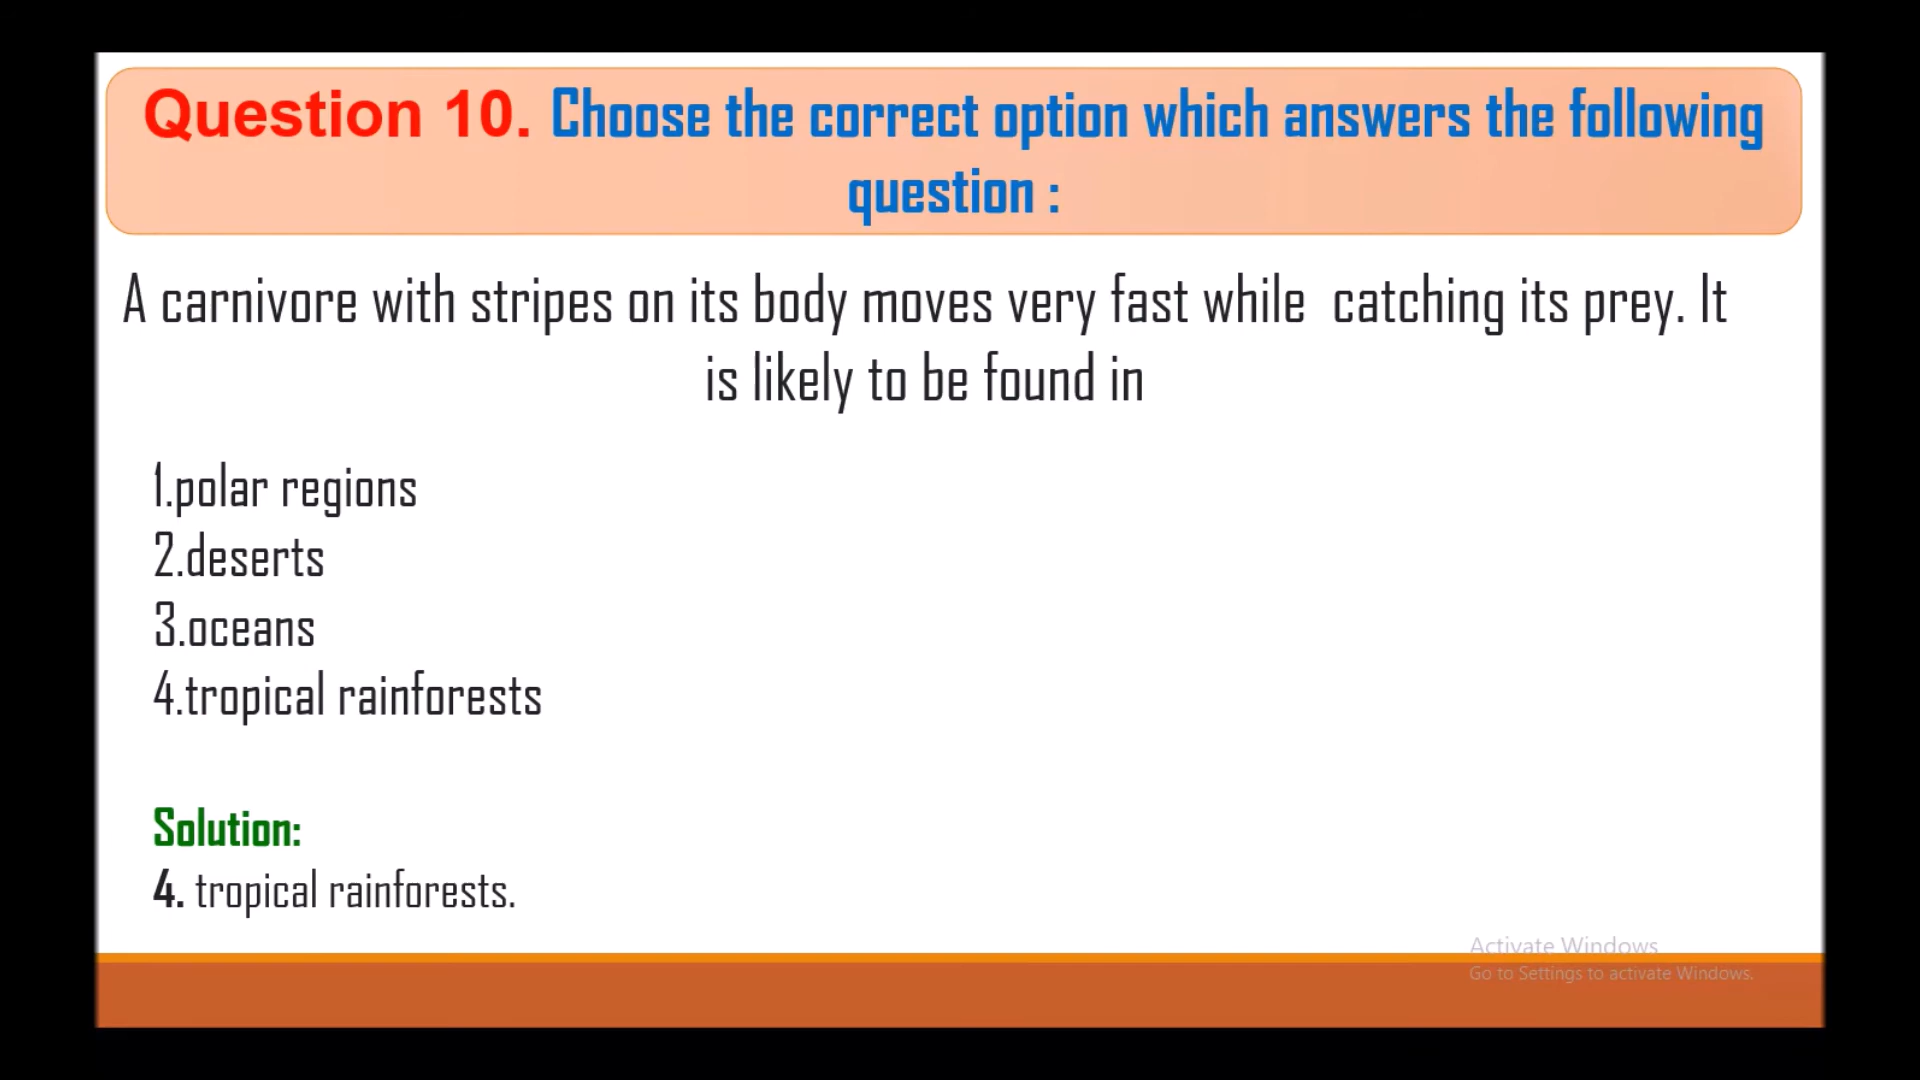 Question 10. Choose the correct option which answers the following
question :
A carnivore with stripes on its body moves very fast while catching its prey. It
is likely to be found in
1.polar regions
2.deserts
3.oceans
4.tropical rainforests
Solution:
4. tropical rainforests.
Activate Windows
Go to Settings to activate Windows.